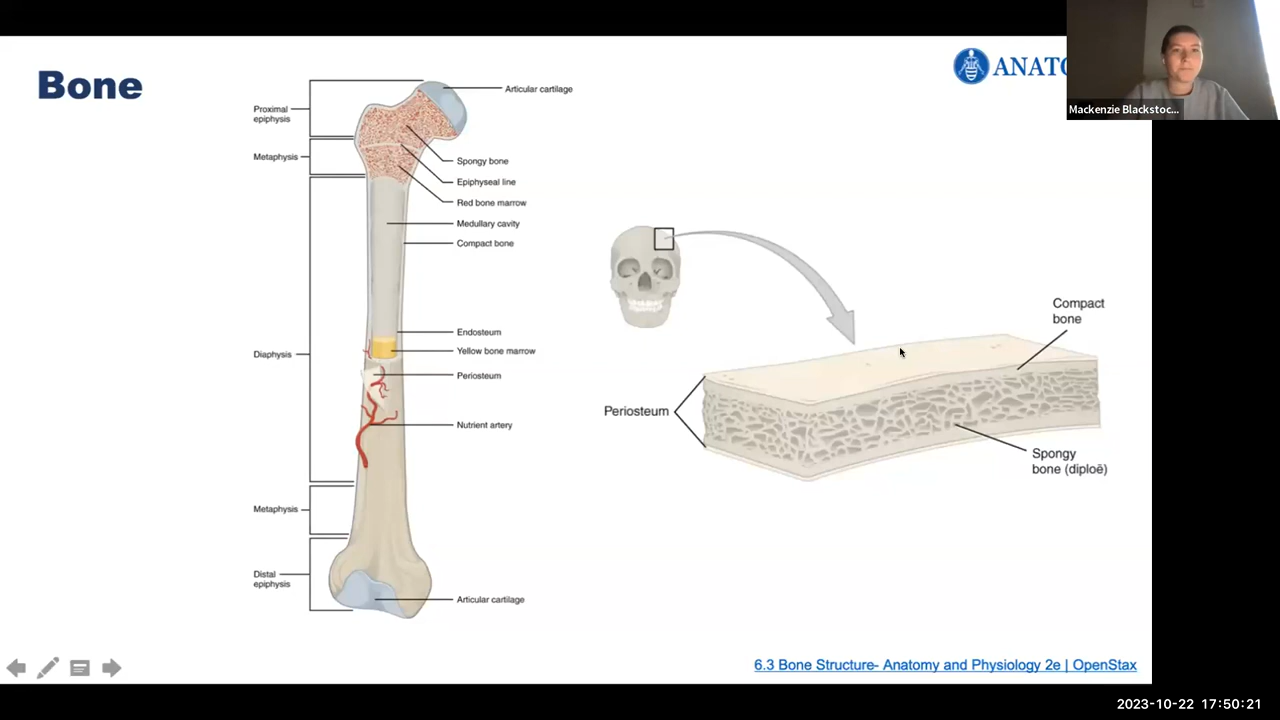 Bone
ANATO
Mackenzie Blackstoc...
Proximal
epiphysis
Metaphysis
Diaphysis
Metaphysis
Distal
epiphysis
Articular cartilage
Spongy bone
Epiphyseal line
Red bone marrow
Medullary cavity
Compact bone
Endosteum
Yellow bone marrow
Periosteum
Nutrient artery
Articular cartilage
Compact
bone
Periosteum
Spongy
bone (diploë)
6.3 Bone Structure- Anatomy and Physiology 2e | OpenStax
2023-10-22 17:50:21